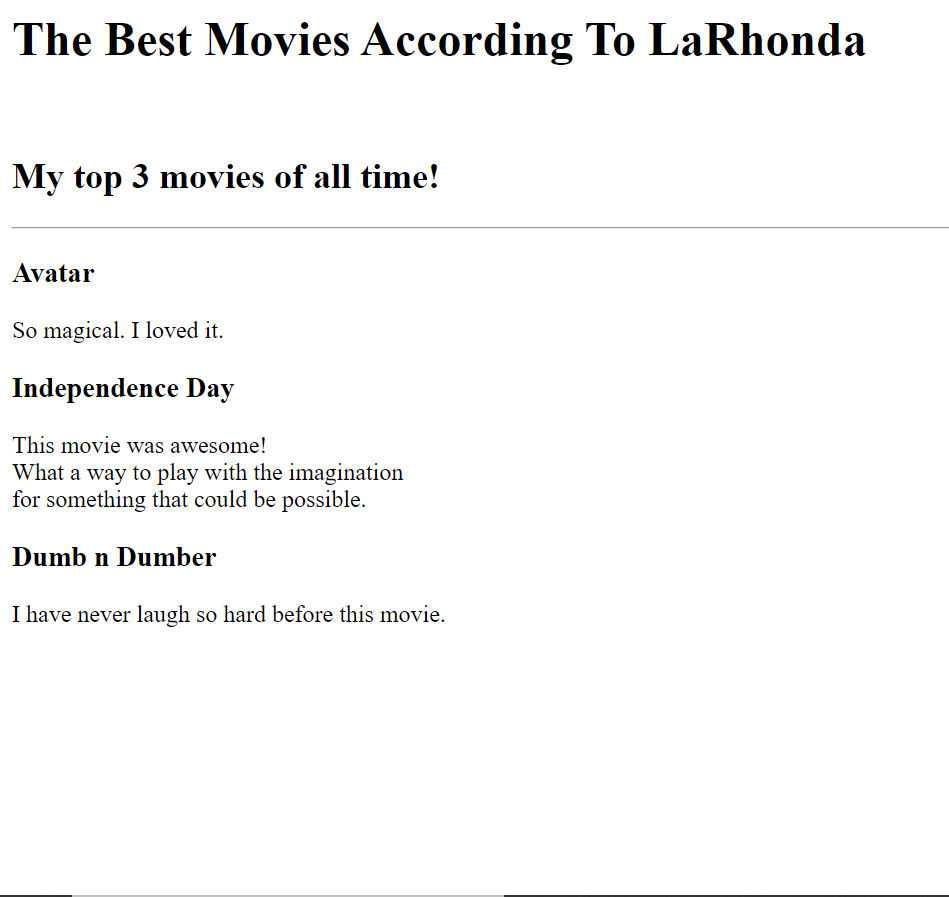 The Best Movies According To LaRhonda
My top 3 movies of all time!
Avatar
So magical. I loved it.
Independence Day
This movie was awesome!
What a way to play with the imagination
for something that could be possible.
Dumb n Dumber
I have never laugh so hard before this movie.